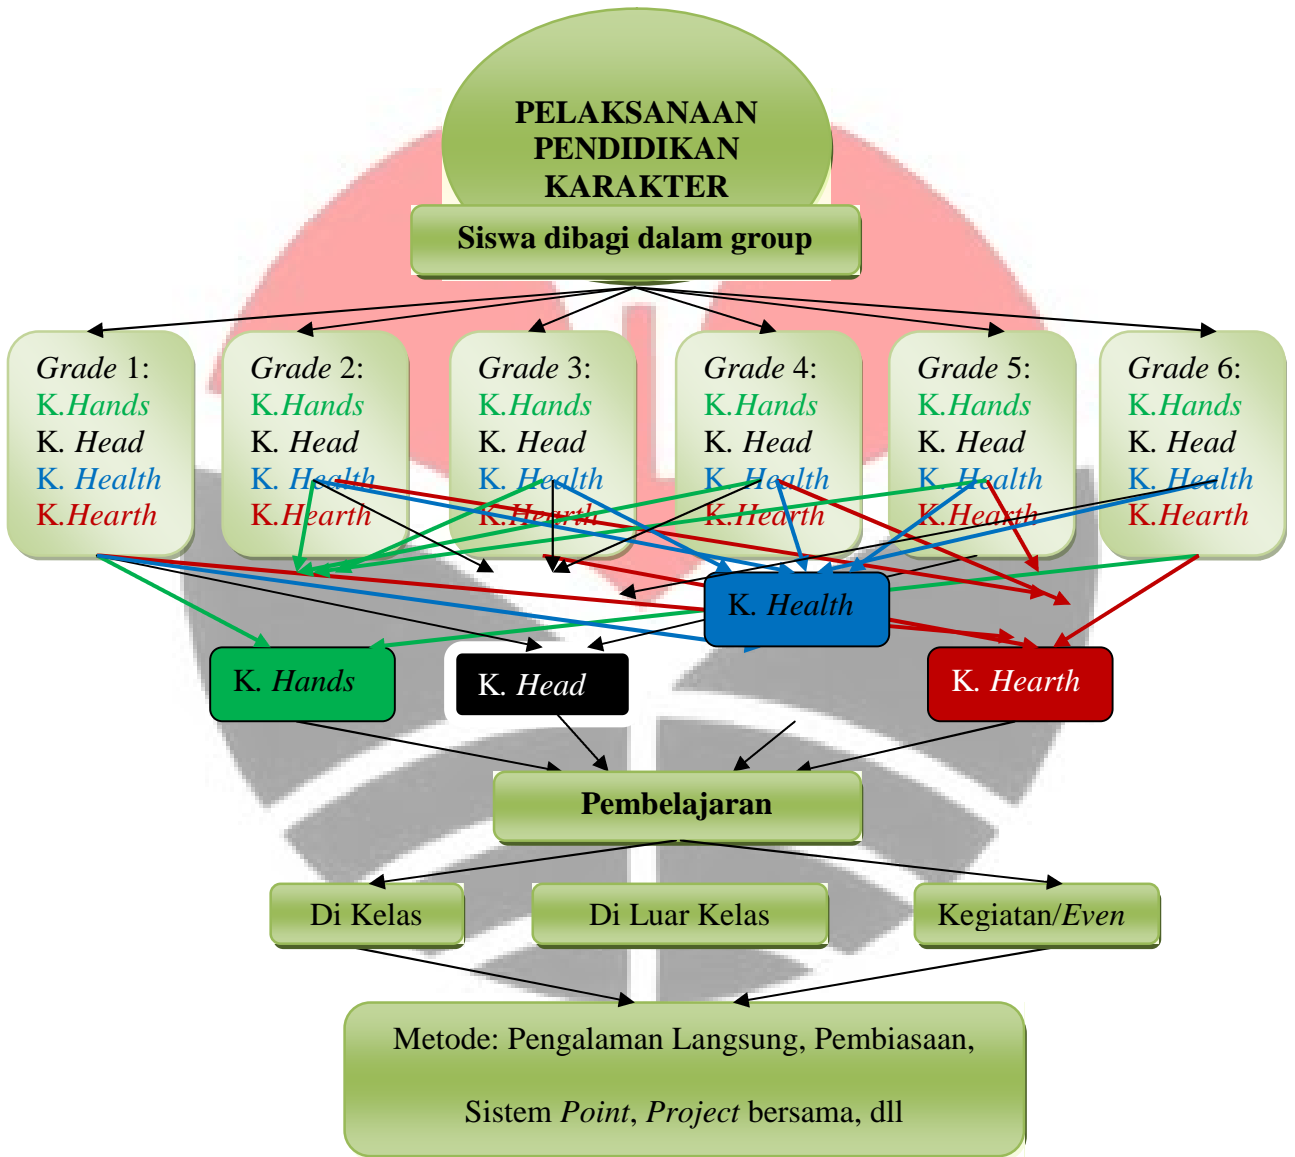 PELAKSANAAN
PENDIDIKAN
KARAKTER
Siswa dibagi dalam group
Grade 1:
K.Hands
K. Head
K. Health
K.Hearth
Grade 2:
K.Hands
K. Head
K. Health
K.Hearth
Grade 3:
K.Hands
K. Head
K. Health
K.Hearth
Grade 4:
K.Hands
K. Head
K. Health
K.Hearth
Grade 5:
K.Hands
K. Head
K. Health
K.Hearth
Grade 6:
K.Hands
K. Head
K. Health
K.Hearth
K. Health
K. Hands
K. Head
K. Hearth
Pembelajaran
Di Kelas
Di Luar Kelas
Kegiatan/Even
Metode: Pengalaman Langsung, Pembiasaan,
Sistem Point, Project bersama, dll